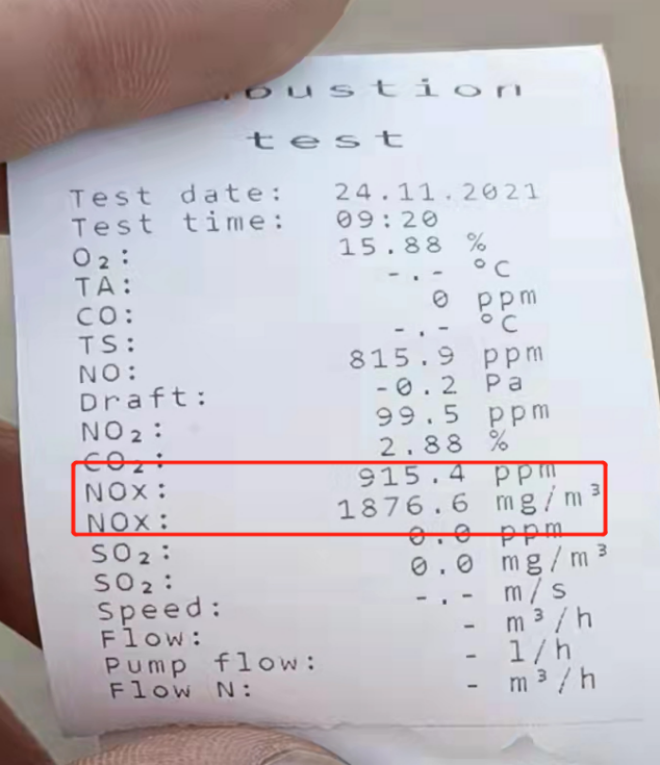 bustion
test
Test date: 24.11.2021
Test time: 09:20
O₂: 15.88 %
TA: -.- °C
CO: 0 ppm
TS: -.- °C
NO: 815.9 ppm
Draft: -0.2 Pa
NO₂: 99.5 ppm
CO₂: 2.88 %
NOx: 915.4 ppm
NOx: 1876.6 mg/m³
SO₂: 0.0 ppm
SO₂: 0.0 mg/m³
Speed: -.- m/s
Flow: - m³/h
Pump flow: - l/h
Flow N: - m³/h